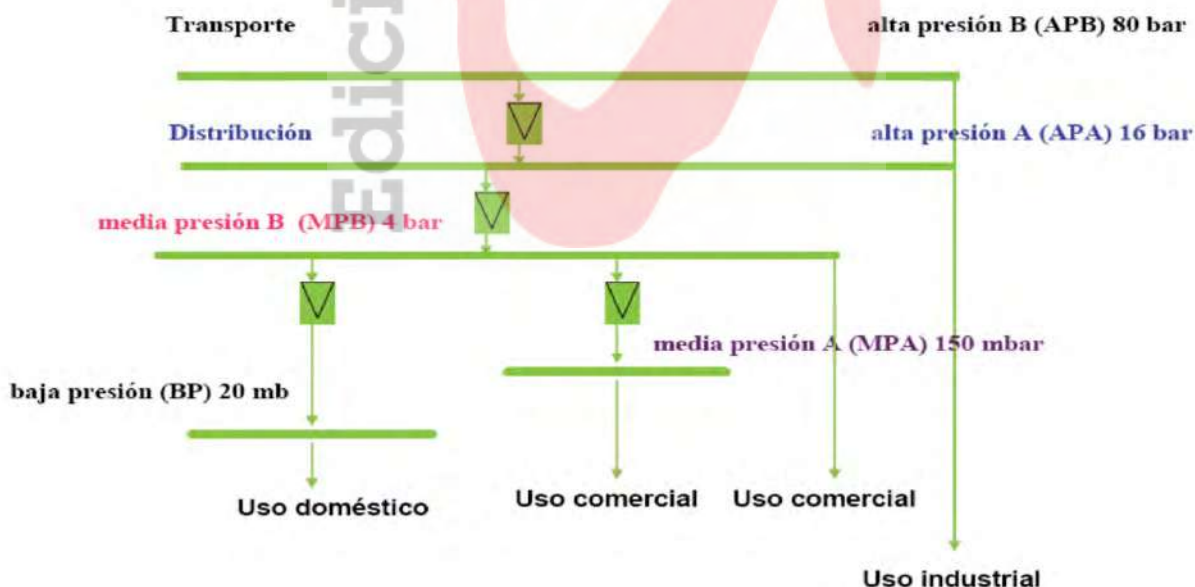 Transporte
alta presión B (APB) 80 bar
Distribución
alta presión A (APA) 16 bar
media presión B (MPB) 4 bar
media presión A (MPA) 150 mbar
baja presión (BP) 20 mb
Uso doméstico
Uso comercial
Uso comercial
Uso industrial
Edici